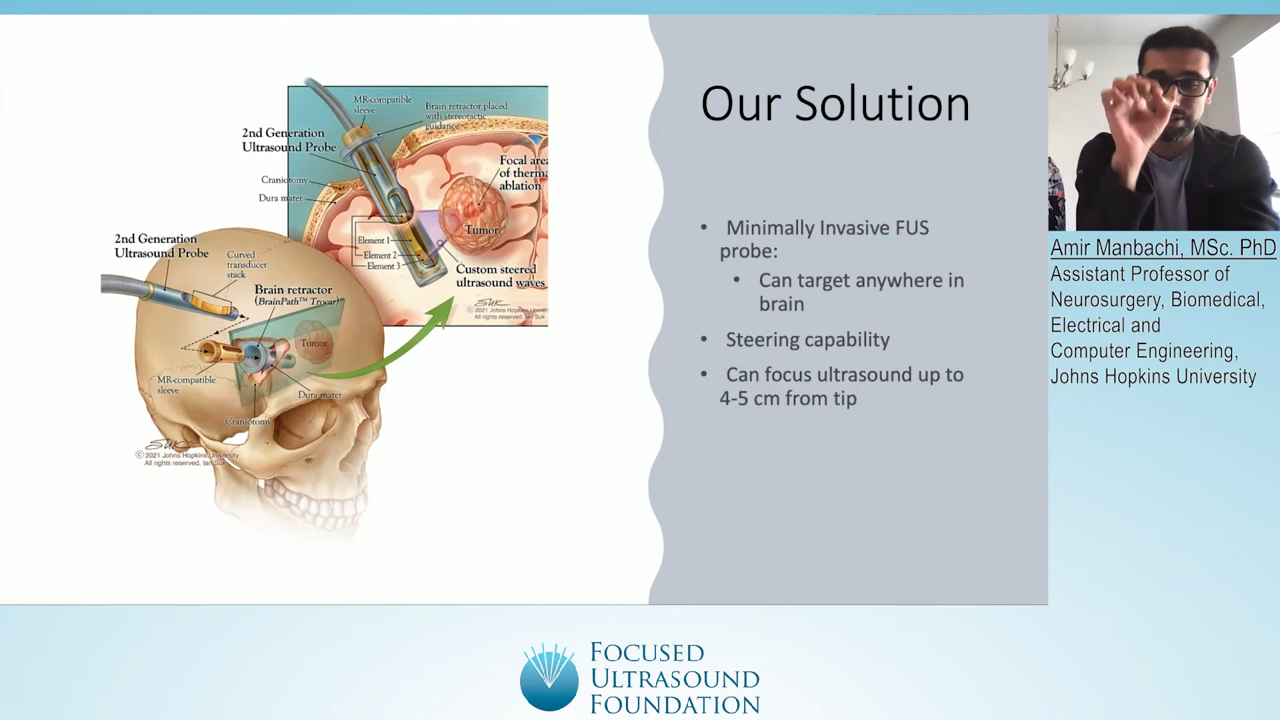 MR-compatible
sleeve
Brain retractor placed
with stereotactic
guidance
2nd Generation
Ultrasound Probe
Craniotomy
Dura mater
Focal area
of therma
ablation
Tumor
Element 1
Element 2
Element 3
Custom steered
ultrasound waves
SUK
© 2021 Johns Hopkins
All rights reserved. Ian Suk
2nd Generation
Ultrasound Probe
Curved
transducer
stack
Brain retractor
(BrainPath™ Trocar)
Tumor
MR-compatible
sleeve
Dura mater
Craniotomy
SUK
© 2021 Johns Hopkins University
All rights reserved. Ian Suk
Our Solution
• Minimally Invasive FUS
probe:
• Can target anywhere in
brain
• Steering capability
• Can focus ultrasound up to
4-5 cm from tip
Amir Manbachi, MSc. PhD
Assistant Professor of
Neurosurgery, Biomedical,
Electrical and
Computer Engineering,
Johns Hopkins University
FOCUSED
ULTRASOUND
FOUNDATION